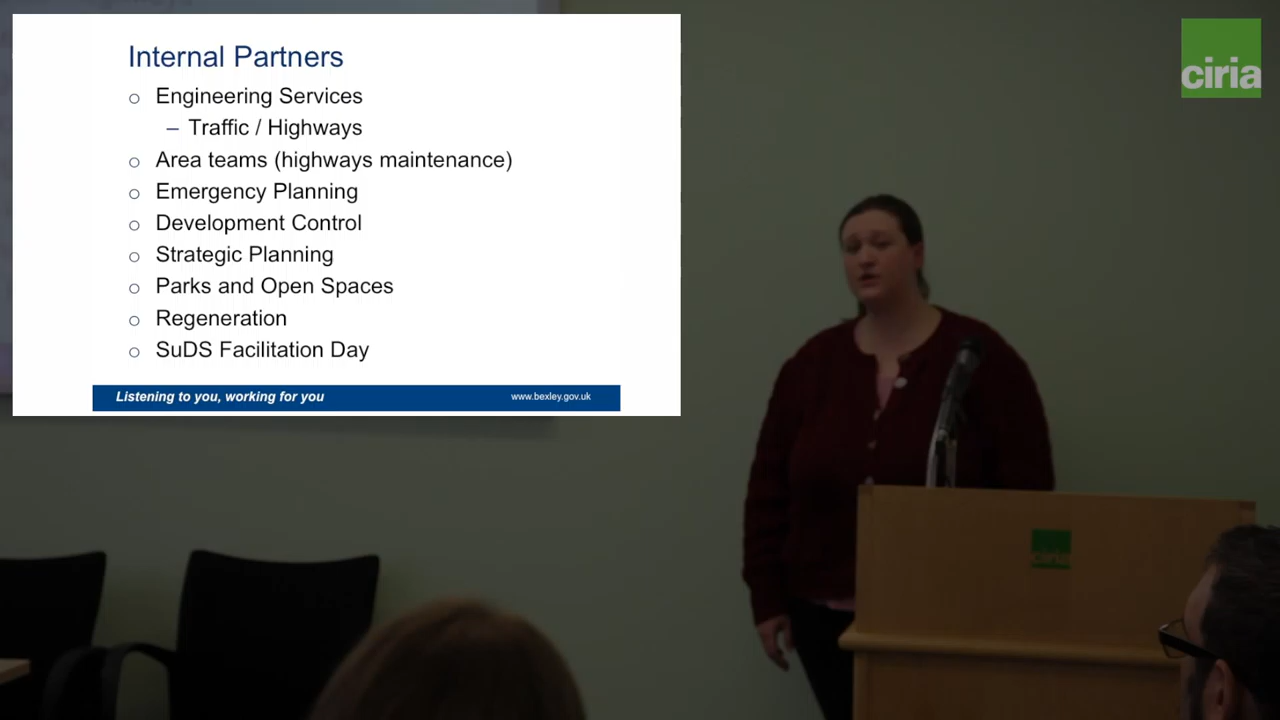 Internal Partners
o Engineering Services
– Traffic / Highways
o Area teams (highways maintenance)
o Emergency Planning
o Development Control
o Strategic Planning
o Parks and Open Spaces
o Regeneration
o SuDS Facilitation Day
Listening to you, working for you
www.bexley.gov.uk
ciria
ciria